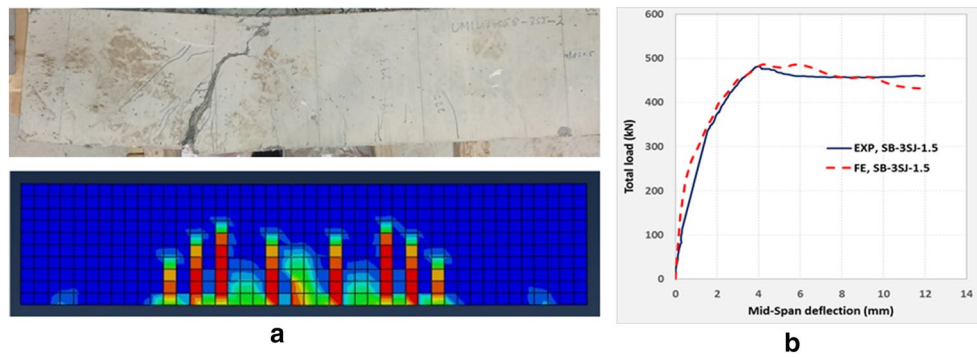 a
600
500
400
300
200
100
0
0 2 4 6 8 10 12 14
Total load (kN)
Mid-Span deflection (mm)
EXP, SB-3SJ-1.5
FE, SB-3SJ-1.5
b